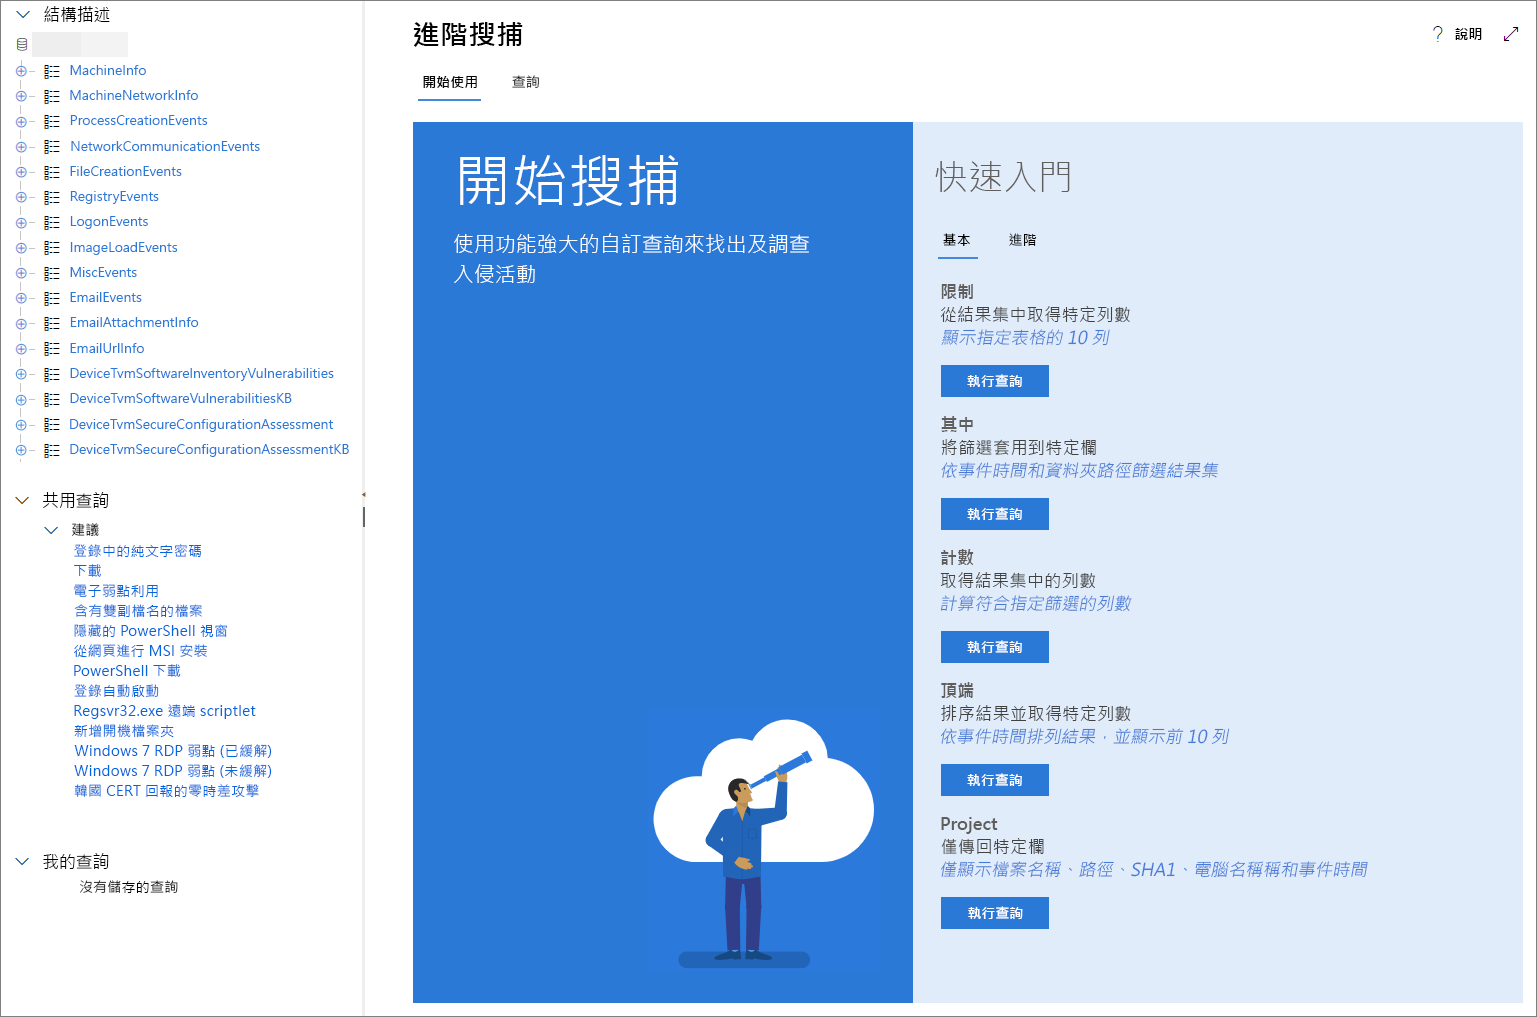 結構描述
MachineInfo
MachineNetworkInfo
ProcessCreationEvents
NetworkCommunicationEvents
FileCreationEvents
RegistryEvents
LogonEvents
ImageLoadEvents
MiscEvents
EmailEvents
EmailAttachmentInfo
EmailUrlInfo
DeviceTvmSoftwareInventoryVulnerabilities
DeviceTvmSoftwareVulnerabilitiesKB
DeviceTvmSecureConfigurationAssessment
DeviceTvmSecureConfigurationAssessmentKB
共用查詢
建議
登錄中的純文字密碼
下載
電子弱點利用
含有雙副檔名的檔案
隱藏的 PowerShell 視窗
從網頁進行 MSI 安裝
PowerShell 下載
登錄自動啟動
Regsvr32.exe 遠端 scriptlet
新增開機檔案夾
Windows 7 RDP 弱點 (已緩解)
Windows 7 RDP 弱點 (未緩解)
韓國 CERT 回報的零時差攻擊
我的查詢
沒有儲存的查詢
進階搜捕
? 說明
開始使用 查詢
開始搜捕
使用功能強大的自訂查詢來找出及調查
入侵活動
快速入門
基本 進階
限制
從結果集中取得特定列數
顯示指定表格的 10 列
執行查詢
其中
將篩選套用到特定欄
依事件時間和資料夾路徑篩選結果集
執行查詢
計數
取得結果集中的列數
計算符合指定篩選的列數
執行查詢
頂端
排序結果並取得特定列數
依事件時間排列結果，並顯示前 10 列
執行查詢
Project
僅傳回特定欄
僅顯示檔案名稱、路徑、SHA1、電腦名稱稱和事件時間
執行查詢